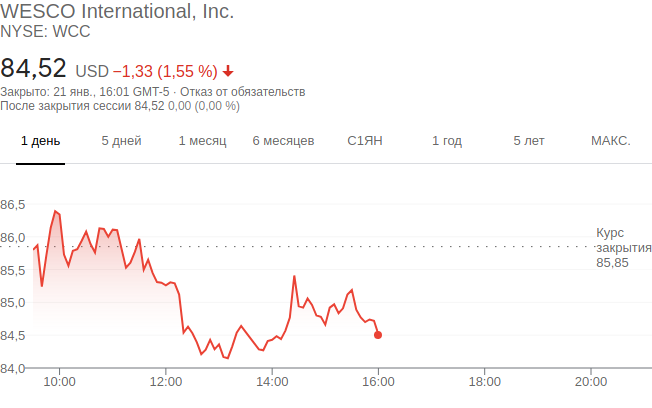 WESCO International, Inc.
NYSE: WCC
84,52 USD −1,33 (1,55 %)
Закрыто: 21 янв., 16:01 GMT-5 · Отказ от обязательств
После закрытия сессии 84,52 0,00 (0,00 %)
1 день 5 дней 1 месяц 6 месяцев С1ЯН 1 год 5 лет МАКС.
86,5
86,0
85,5
85,0
84,5
84,0
Курс
закрытия
85,85
10:00 12:00 14:00 16:00 18:00 20:00